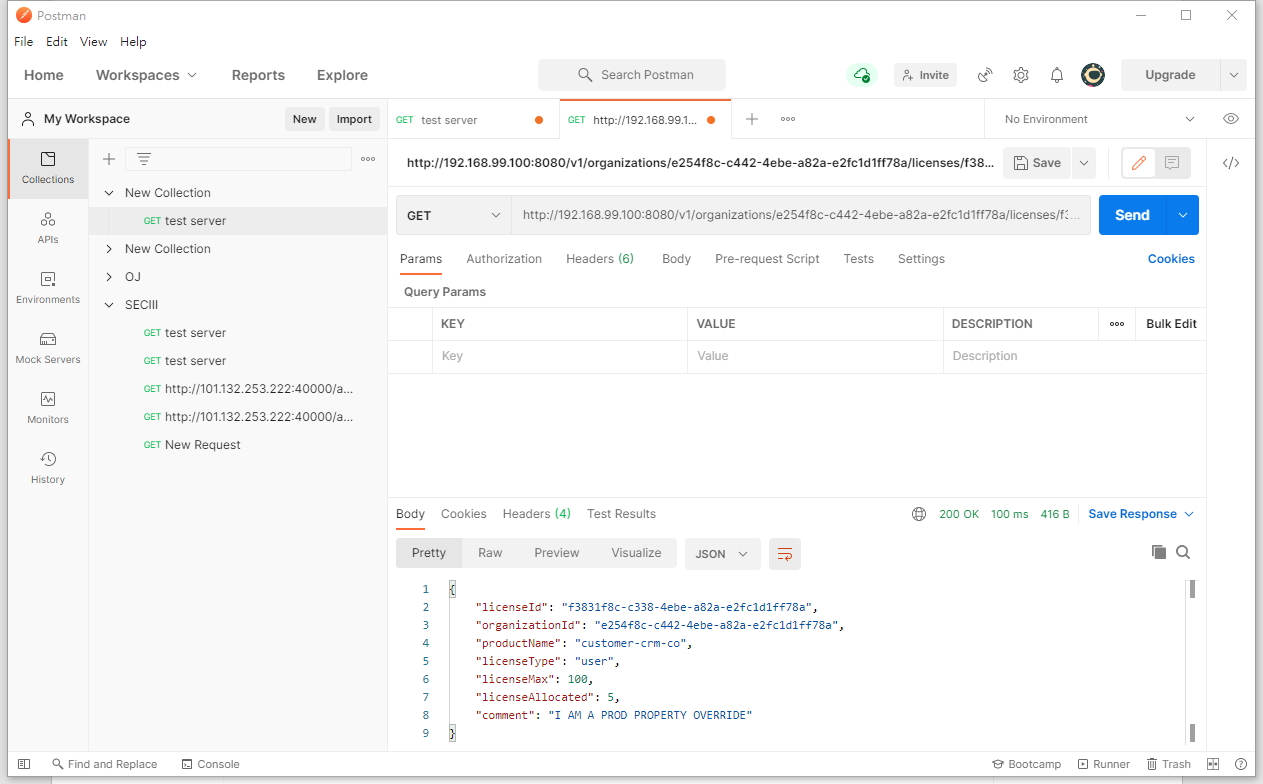 Postman
File Edit View Help
Home Workspaces Reports Explore Search Postman Invite Upgrade
My Workspace New Import
GET test server GET http://192.168.99.1... No Environment
Collections
APIs
Environments
Mock Servers
Monitors
History
New Collection
GET test server
New Collection
OJ
SECIII
GET test server
GET test server
GET http://101.132.253.222:40000/a...
GET http://101.132.253.222:40000/a...
GET New Request
http://192.168.99.100:8080/v1/organizations/e254f8c-c442-4ebe-a82a-e2fc1d1ff78a/licenses/f38... Save
GET http://192.168.99.100:8080/v1/organizations/e254f8c-c442-4ebe-a82a-e2fc1d1ff78a/licenses/f3... Send
Params Authorization Headers (6) Body Pre-request Script Tests Settings Cookies
Query Params
KEY VALUE DESCRIPTION Bulk Edit
Key Value Description
Body Cookies Headers (4) Test Results 200 OK 100 ms 416 B Save Response
Pretty Raw Preview Visualize JSON
1 {
2 "licenseId": "f3831f8c-c338-4ebe-a82a-e2fc1d1ff78a",
3 "organizationId": "e254f8c-c442-4ebe-a82a-e2fc1d1ff78a",
4 "productName": "customer-crm-co",
5 "licenseType": "user",
6 "licenseMax": 100,
7 "licenseAllocated": 5,
8 "comment": "I AM A PROD PROPERTY OVERRIDE"
9 }
Find and Replace Console Bootcamp Runner Trash